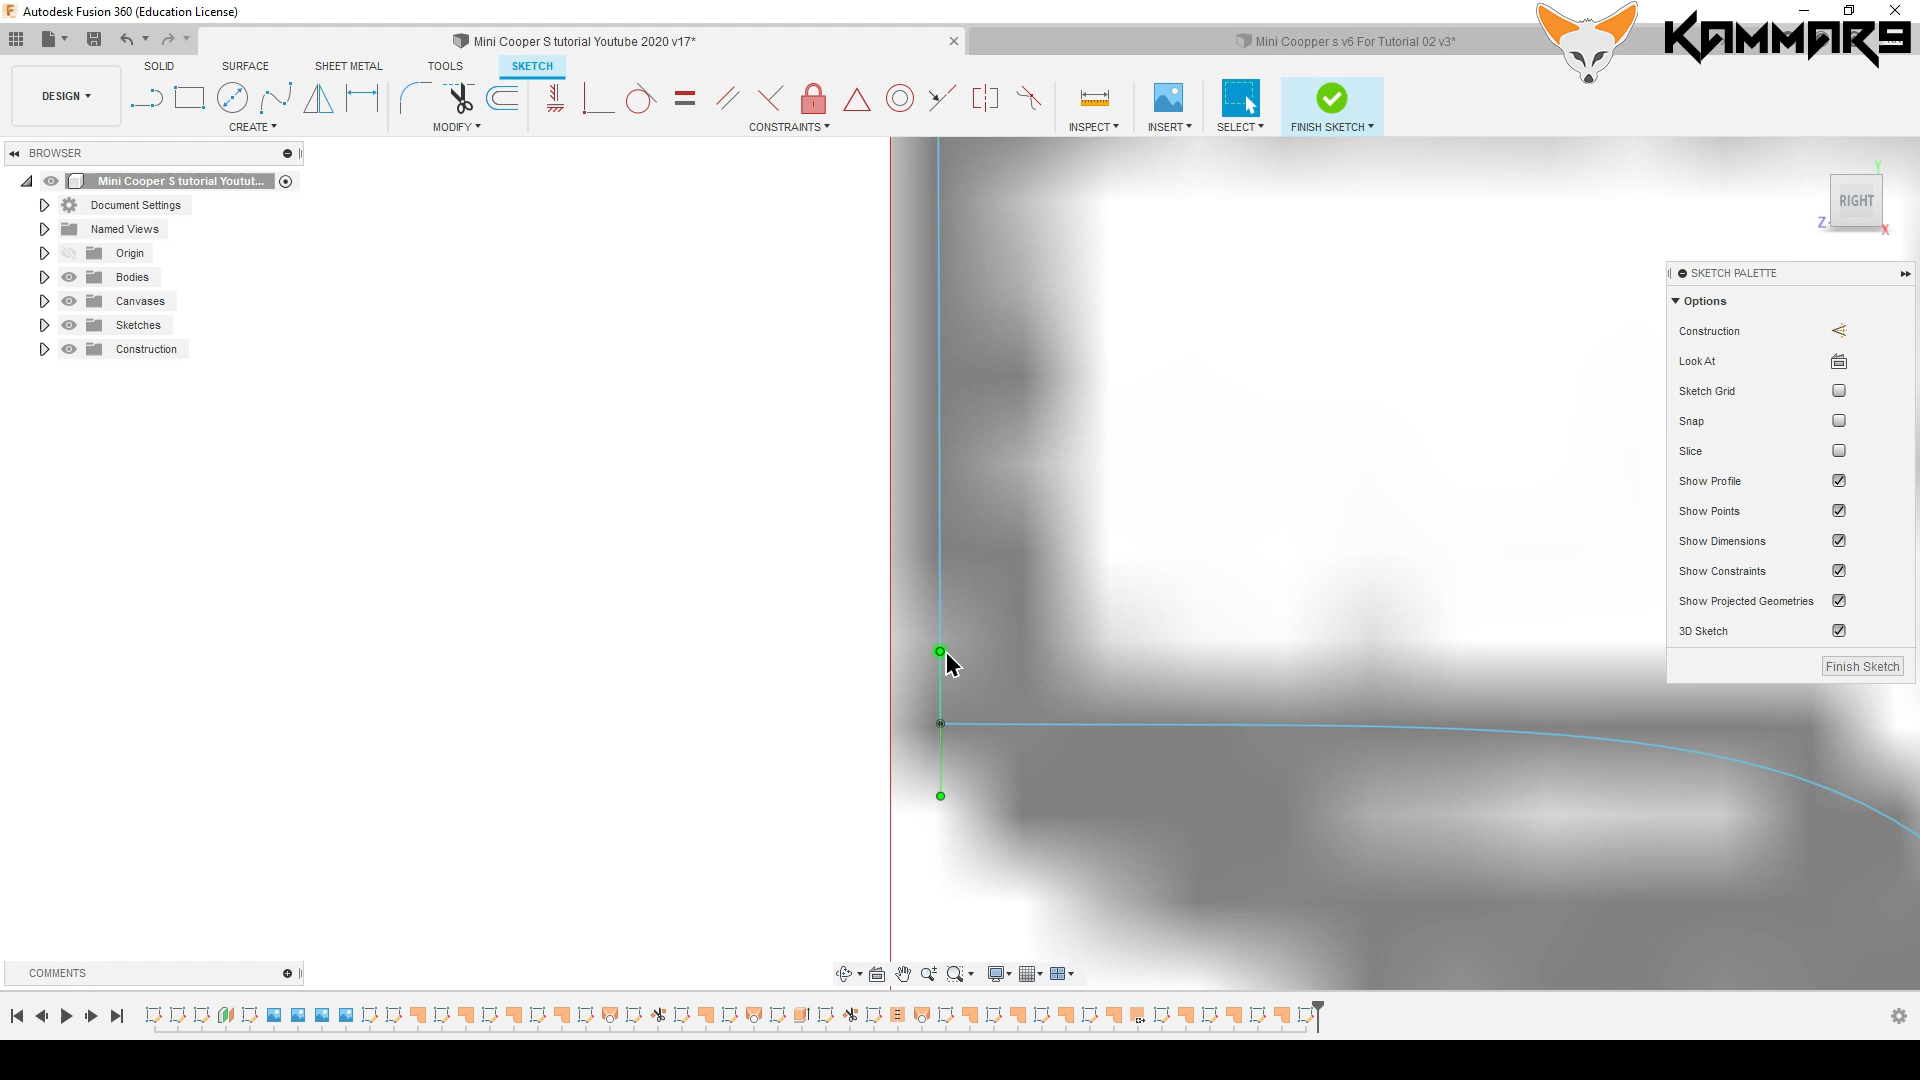 Autodesk Fusion 360 (Education License)
KAMMAR9
Mini Cooper S tutorial Youtube 2020 v17*
Mini Coopper s v6 For Tutorial 02 v3*
SOLID
SURFACE
SHEET METAL
TOOLS
SKETCH
DESIGN
CREATE
MODIFY
CONSTRAINTS
INSPECT
INSERT
SELECT
FINISH SKETCH
BROWSER
Mini Cooper S tutorial Youtut...
Document Settings
Named Views
Origin
Bodies
Canvases
Sketches
Construction
Y
RIGHT
Z
X
SKETCH PALETTE
Options
Construction
Look At
Sketch Grid
Snap
Slice
Show Profile
Show Points
Show Dimensions
Show Constraints
Show Projected Geometries
3D Sketch
Finish Sketch
COMMENTS